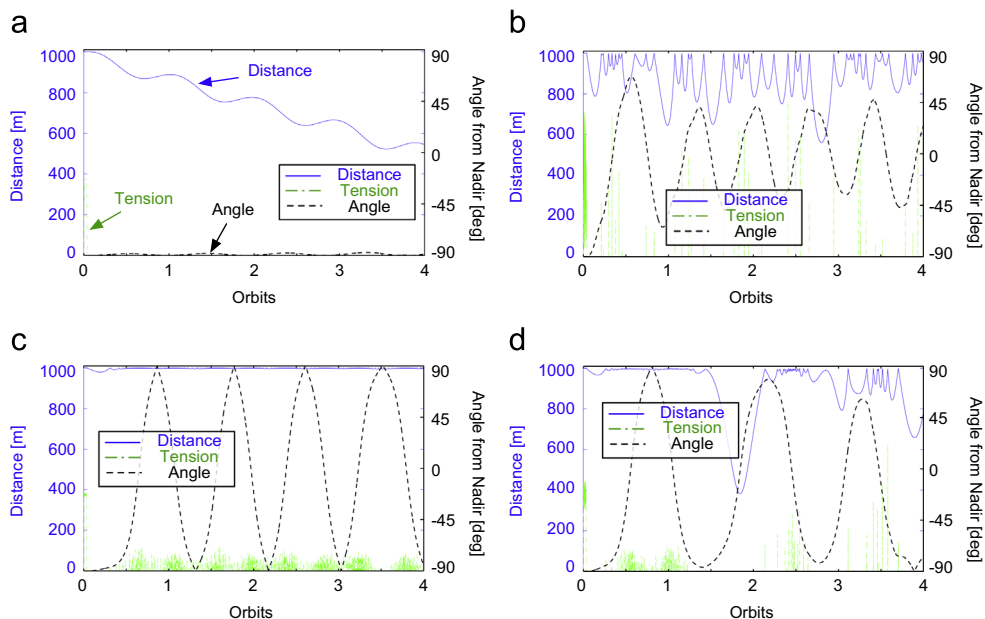 a
1000
800
600
400
200
0
Distance [m]
90
45
0
-45
-90
Angle from Nadir [deg]
Distance
Tension
Angle
Distance
Tension
Angle
0
1
2
3
4
Orbits
b
1000
800
600
400
200
0
Distance [m]
90
45
0
-45
-90
Angle from Nadir [deg]
Distance
Tension
Angle
0
1
2
3
4
Orbits
c
1000
800
600
400
200
0
Distance [m]
90
45
0
-45
-90
Angle from Nadir [deg]
Distance
Tension
Angle
0
1
2
3
4
Orbits
d
1000
800
600
400
200
0
Distance [m]
90
45
0
-45
-90
Angle from Nadir [deg]
Distance
Tension
Angle
0
1
2
3
4
Orbits